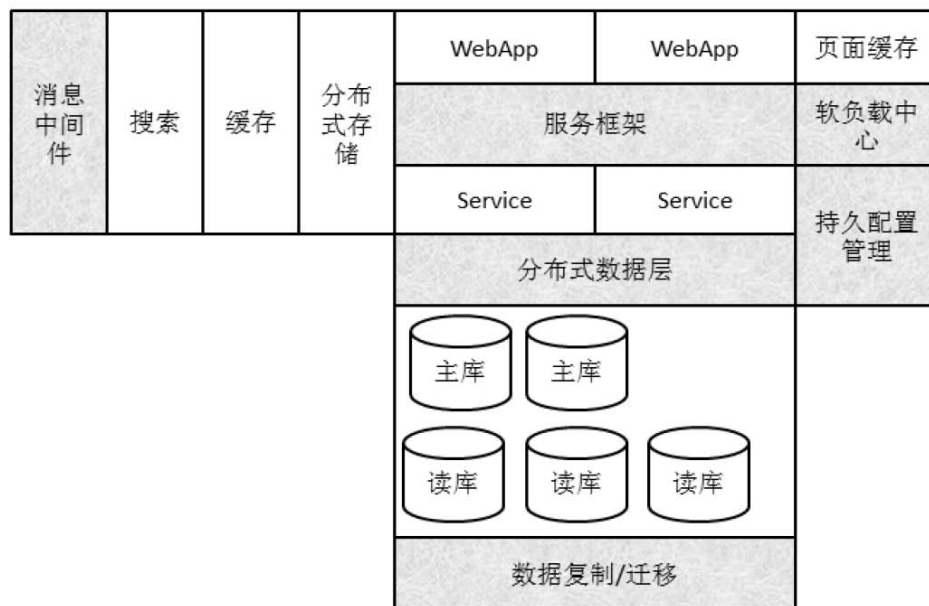 消息
中间
件
搜索
缓存
分布
式存
储
WebApp
WebApp
页面缓存
服务框架
软负载中
心
Service
Service
持久配置
管理
分布式数据层
主库
主库
读库
读库
读库
数据复制/迁移